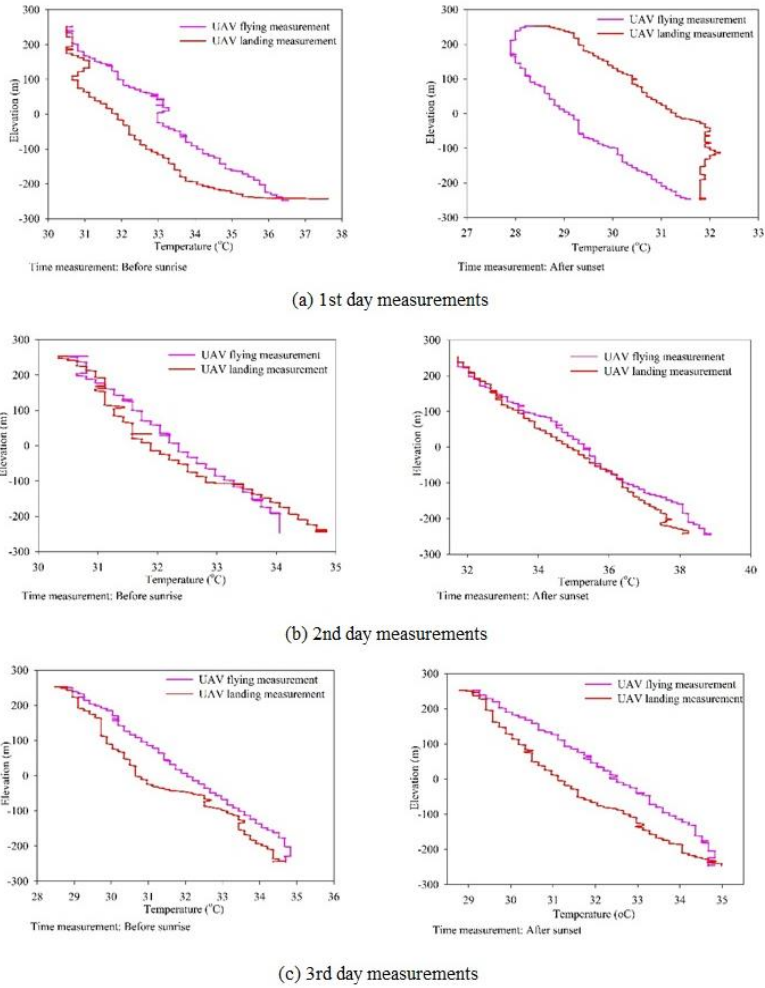 300
200
100
0
-100
-200
-300
Elevation (m)
UAV flying measurement
UAV landing measurement
30 31 32 33 34 35 36 37 38
Temperature (°C)
Time measurement: Before sunrise
300
200
100
0
-100
-200
-300
Elevation (m)
UAV flying measurement
UAV landing measurement
27 28 29 30 31 32 33
Temperature (°C)
Time measurement: After sunset
(a) 1st day measurements
300
200
100
0
-100
-200
-300
Elevation (m)
UAV flying measurement
UAV landing measurement
30 31 32 33 34 35
Temperature (°C)
Time measurement: Before sunrise
300
200
100
0
-100
-200
-300
Elevation (m)
UAV flying measurement
UAV landing measurement
32 34 36 38 40
Temperature (°C)
Time measurement: After sunset
(b) 2nd day measurements
300
200
100
0
-100
-200
-300
Elevation (m)
UAV flying measurement
UAV landing measurement
28 29 30 31 32 33 34 35 36
Temperature (°C)
Time measurement: Before sunrise
300
200
100
0
-100
-200
-300
Elevation (m)
UAV flying measurement
UAV landing measurement
29 30 31 32 33 34 35
Temperature (oC)
Time measurement: After sunset
(c) 3rd day measurements